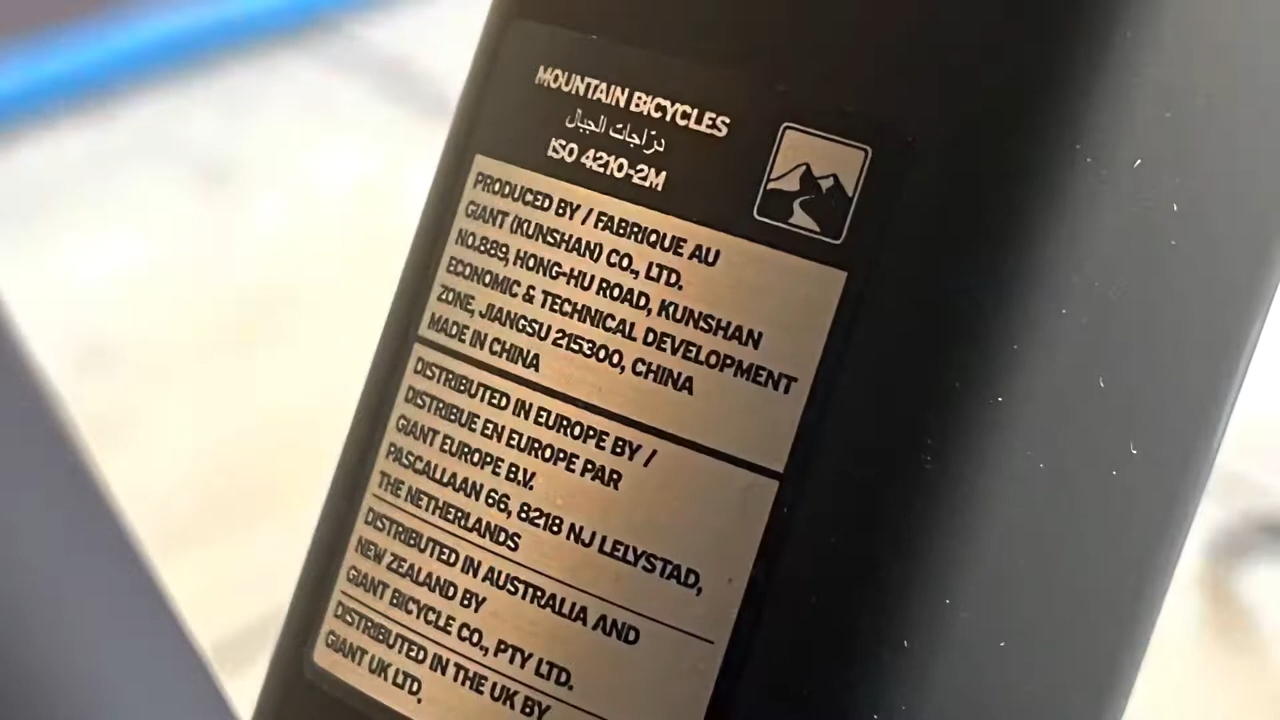 MOUNTAIN BICYCLES
درّاجات الجبال
ISO 4210-2M
PRODUCED BY / FABRIQUE AU
GIANT (KUNSHAN) CO., LTD.
NO.889, HONG-HU ROAD, KUNSHAN
ECONOMIC & TECHNICAL DEVELOPMENT
ZONE, JIANGSU 215300, CHINA
MADE IN CHINA
DISTRIBUTED IN EUROPE BY /
DISTRIBUE EN EUROPE PAR
GIANT EUROPE B.V.
PASCALLAAN 66, 8218 NJ LELYSTAD,
THE NETHERLANDS
DISTRIBUTED IN AUSTRALIA AND
NEW ZEALAND BY
GIANT BICYCLE CO., PTY LTD.
DISTRIBUTED IN THE UK BY
GIANT UK LTD,